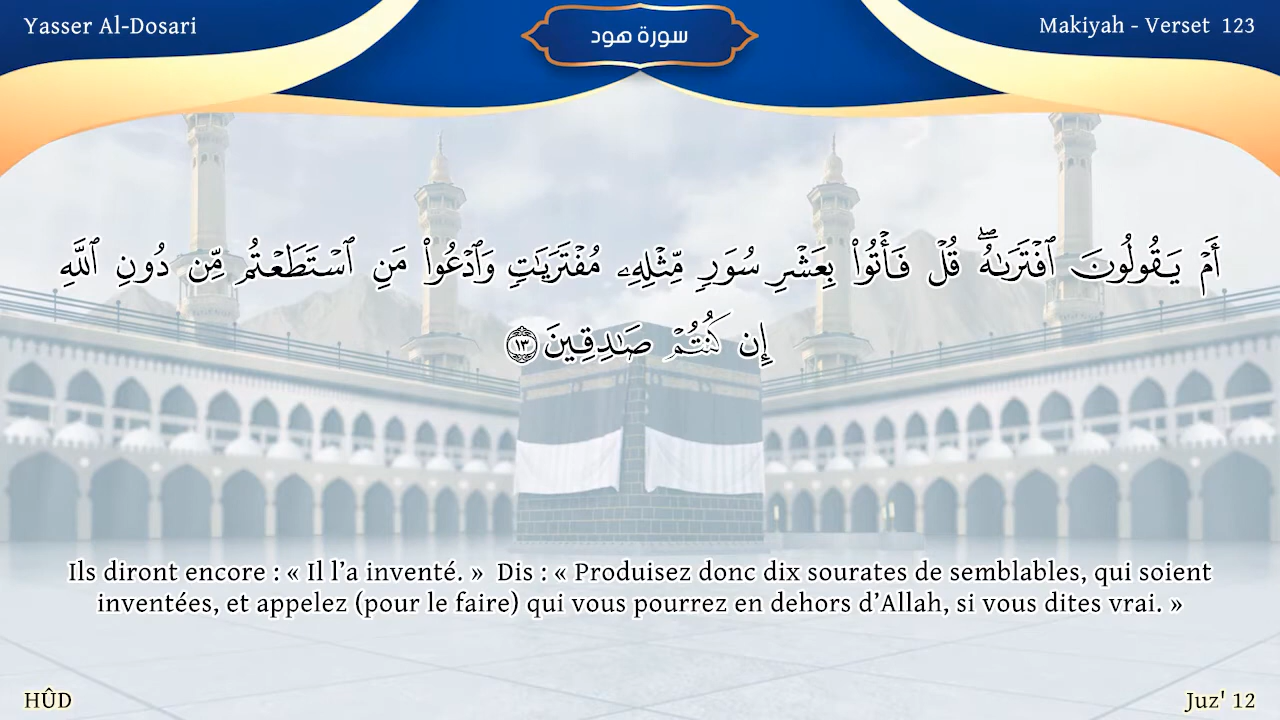 Yasser Al-Dosari
سورة هود
Makiyah - Verset 123
أَمْ يَقُولُونَ ٱفْتَرَىٰهُ ۖ قُلْ فَأْتُوا۟ بِعَشْرِ سُوَرٍ مِّثْلِهِۦ مُفْتَرَيَـٰتٍ وَٱدْعُوا۟ مَنِ ٱسْتَطَعْتُم مِّن دُونِ ٱللَّهِ
إِن كُنتُمْ صَـٰدِقِينَ ١٣
Ils diront encore : « Il l’a inventé. » Dis : « Produisez donc dix sourates de semblables, qui soient
inventées, et appelez (pour le faire) qui vous pourrez en dehors d’Allah, si vous dites vrai. »
HÛD
Juz' 12